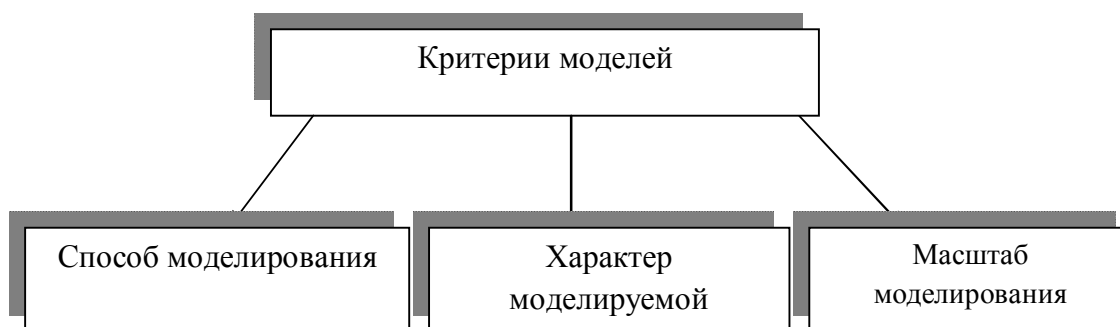 Критерии моделей
Способ моделирования
Характер
моделируемой
Масштаб
моделирования